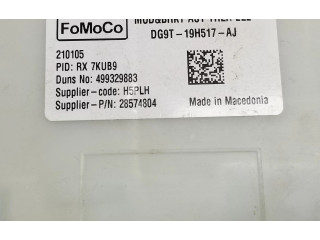 FoMoCo
DG9T-19H517-AJ
210105
PID: RX 7KUB9
Duns No: 499329883
Supplier-code: H5PLH
Supplier-P/N: 28574804
Made in Macedonia